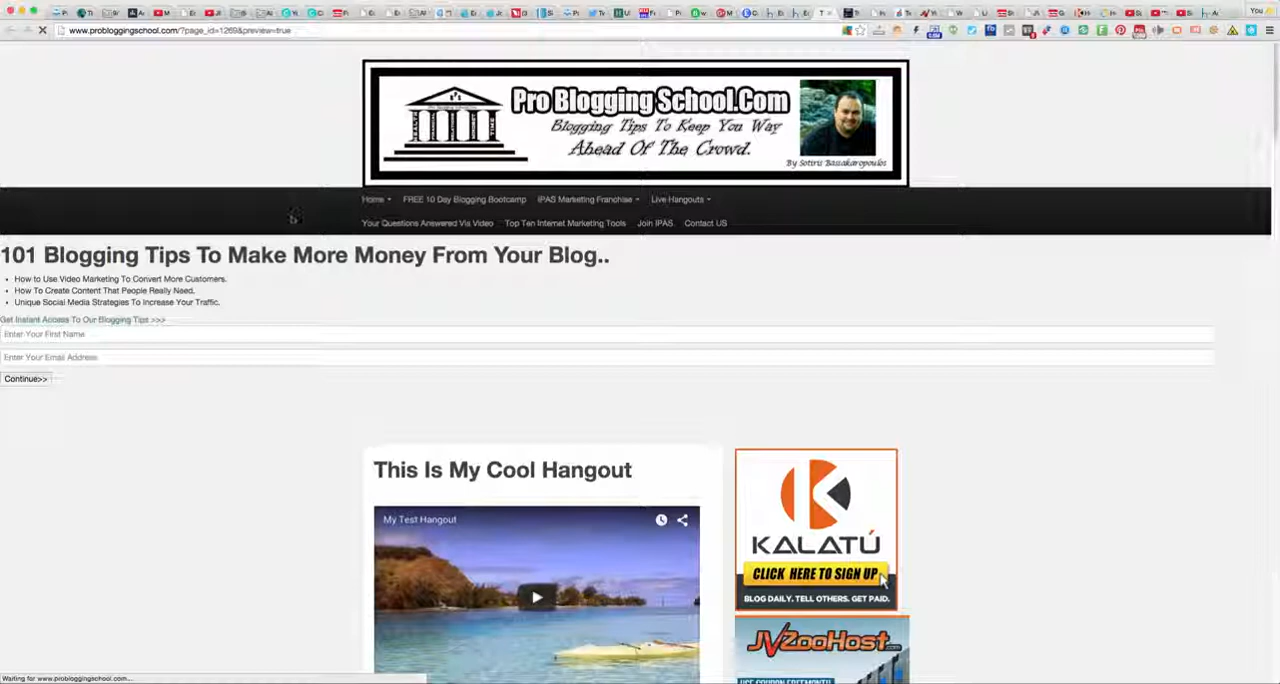 You
www.probloggingschool.com/?page_id=1269&preview=true
Pro Blogging School.Com
Blogging Tips To Keep You Way
Ahead Of The Crowd.
By Sotiris Bassakaropoulos
Home
FREE 10 Day Blogging Bootcamp
IPAS Marketing Franchise
Live Hangouts
Your Questions Answered Via Video
Top Ten Internet Marketing Tools
Join IPAS
Contact US
101 Blogging Tips To Make More Money From Your Blog..
How to Use Video Marketing To Convert More Customers.
How To Create Content That People Really Need.
Unique Social Media Strategies To Increase Your Traffic.
Get Instant Access To Our Blogging Tips >>>
Enter Your First Name
Enter Your Email Address
Continue>>
This Is My Cool Hangout
My Test Hangout
KALATÚ
CLICK HERE TO SIGN UP
BLOG DAILY. TELL OTHERS. GET PAID.
JVZooHost.com
USE COUPON FREEMONTH
Waiting for www.probloggingschool.com...